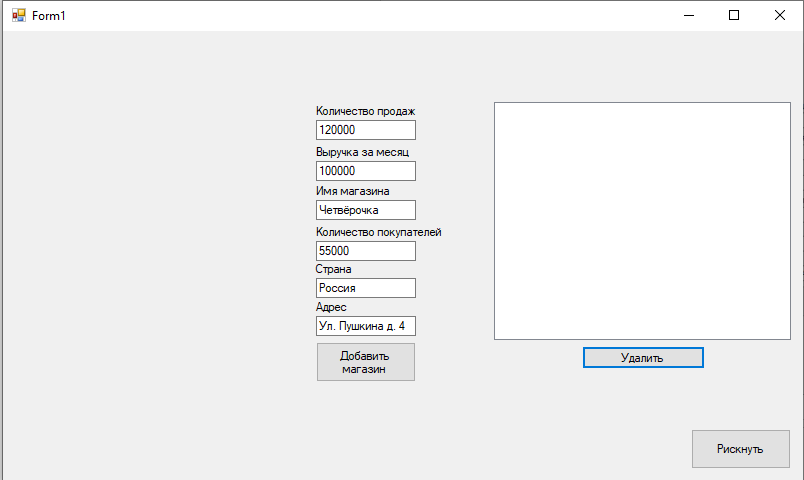 Form1
Количество продаж
120000
Выручка за месяц
100000
Имя магазина
Четвёрочка
Количество покупателей
55000
Страна
Россия
Адрес
Ул. Пушкина д. 4
Добавить
магазин
Удалить
Рискнуть